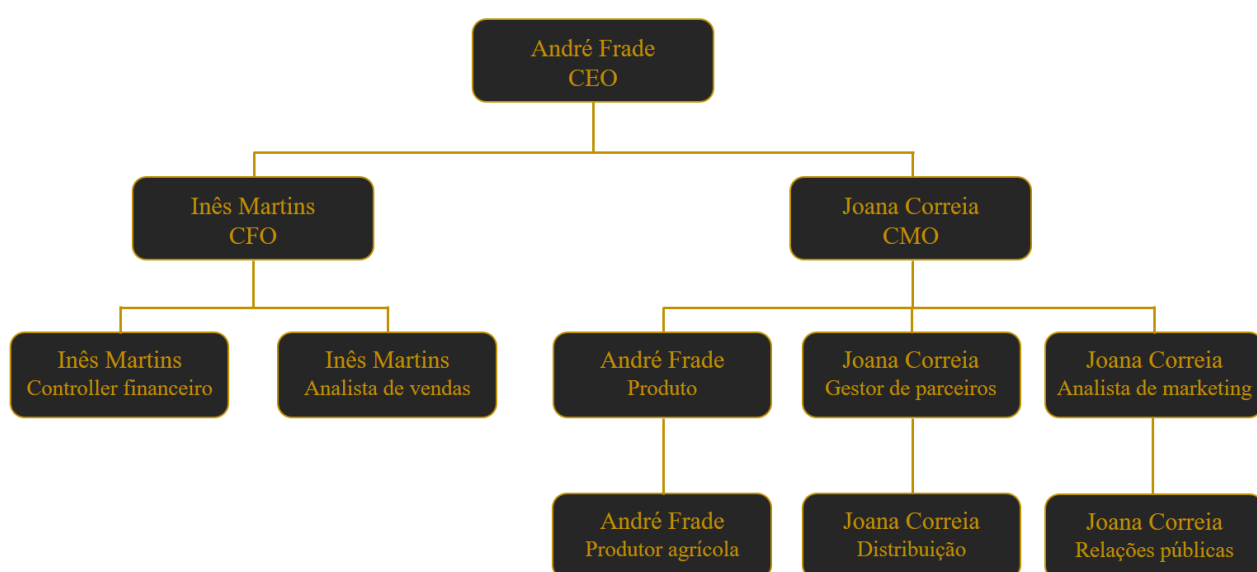 André Frade
CEO
Inês Martins
CFO
Joana Correia
CMO
Inês Martins
Controller financeiro
Inês Martins
Analista de vendas
André Frade
Produto
Joana Correia
Gestor de parceiros
Joana Correia
Analista de marketing
André Frade
Produtor agrícola
Joana Correia
Distribuição
Joana Correia
Relações públicas